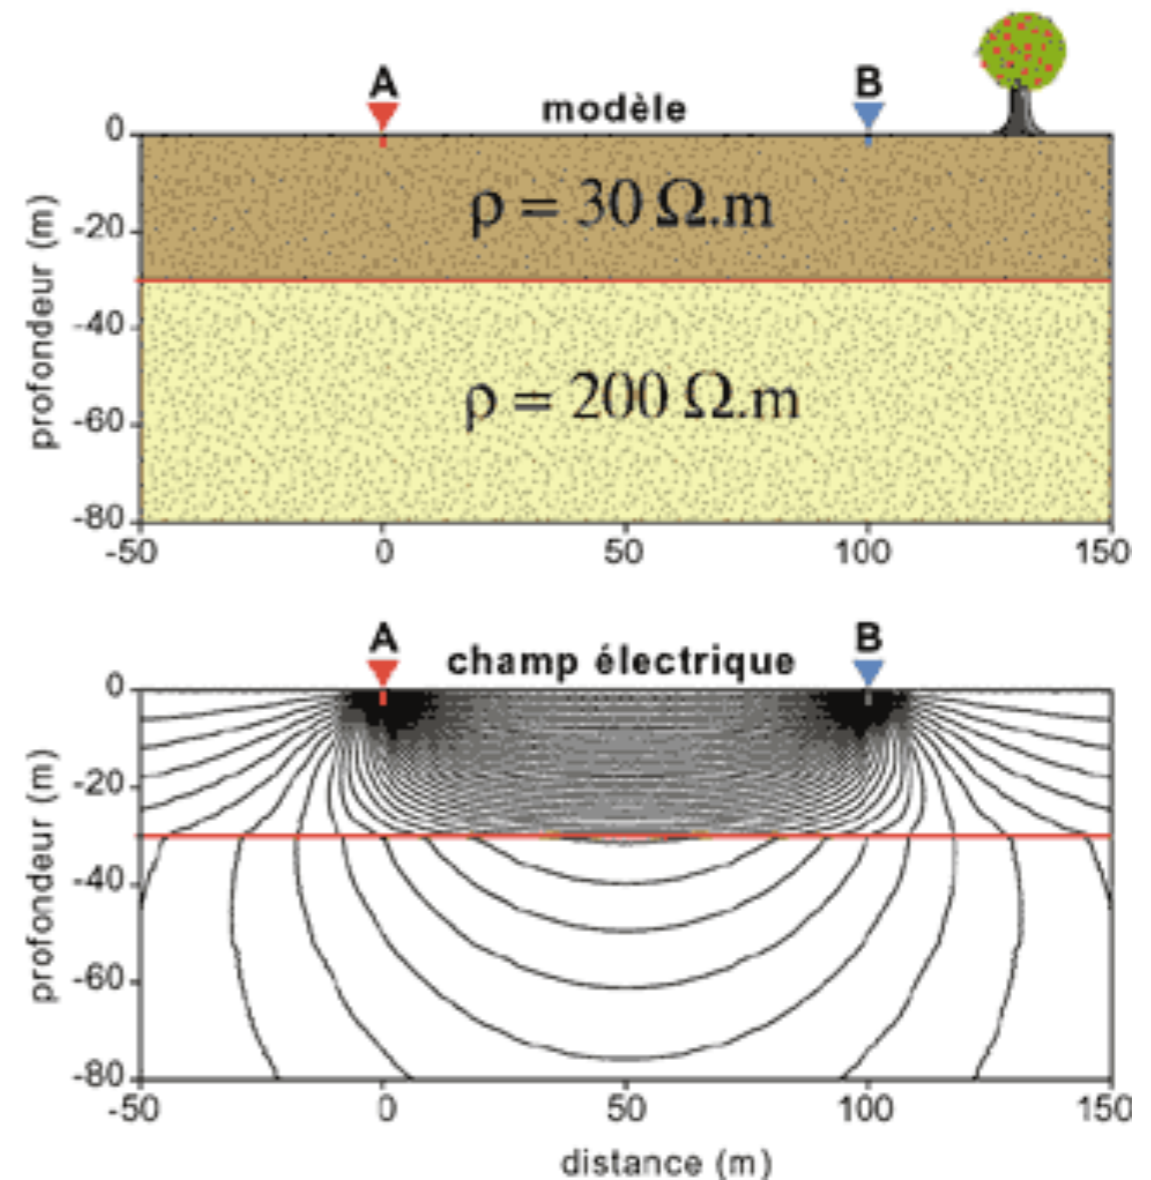 A B
modèle
0
ρ = 30 Ω.m
-20
-40
ρ = 200 Ω.m
-60
-80
profondeur (m)
-50 0 50 100 150
A B
champ électrique
0
-20
-40
-60
-80
profondeur (m)
-50 0 50 100 150
distance (m)